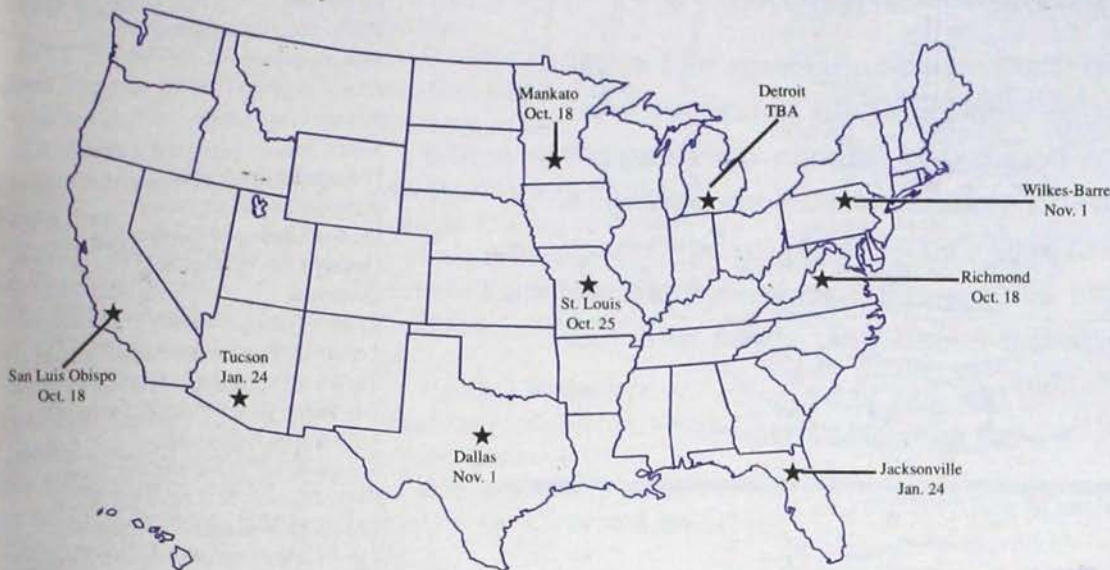 Mankato
Oct. 18
Detroit
TBA
Wilkes-Barre
Nov. 1
Richmond
Oct. 18
St. Louis
Oct. 25
San Luis Obispo
Oct. 18
Tucson
Jan. 24
Dallas
Nov. 1
Jacksonville
Jan. 24